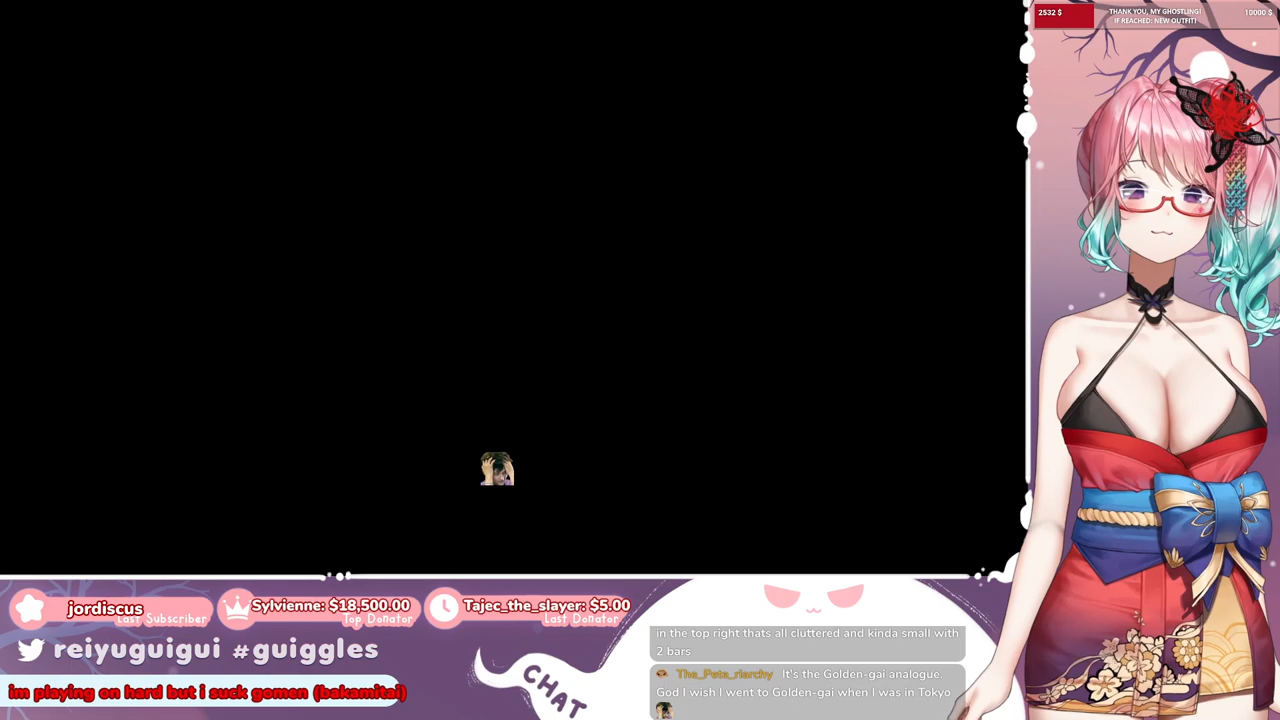 2532 $
THANK YOU, MY GHOSTLING!
IF REACHED: NEW OUTFIT!
10000 $
jordiscus
Last Subscriber
Sylvienne: $18,500.00
Top Donator
Tajec_the_slayer: $5.00
Last Donator
reiyuguigui #guiggles
im playing on hard but i suck gomen (bakamitai)
CHAT
in the top right thats all cluttered and kinda small with
2 bars
The_Peta_riarchy It's the Golden-gai analogue.
God I wish I went to Golden-gai when I was in Tokyo